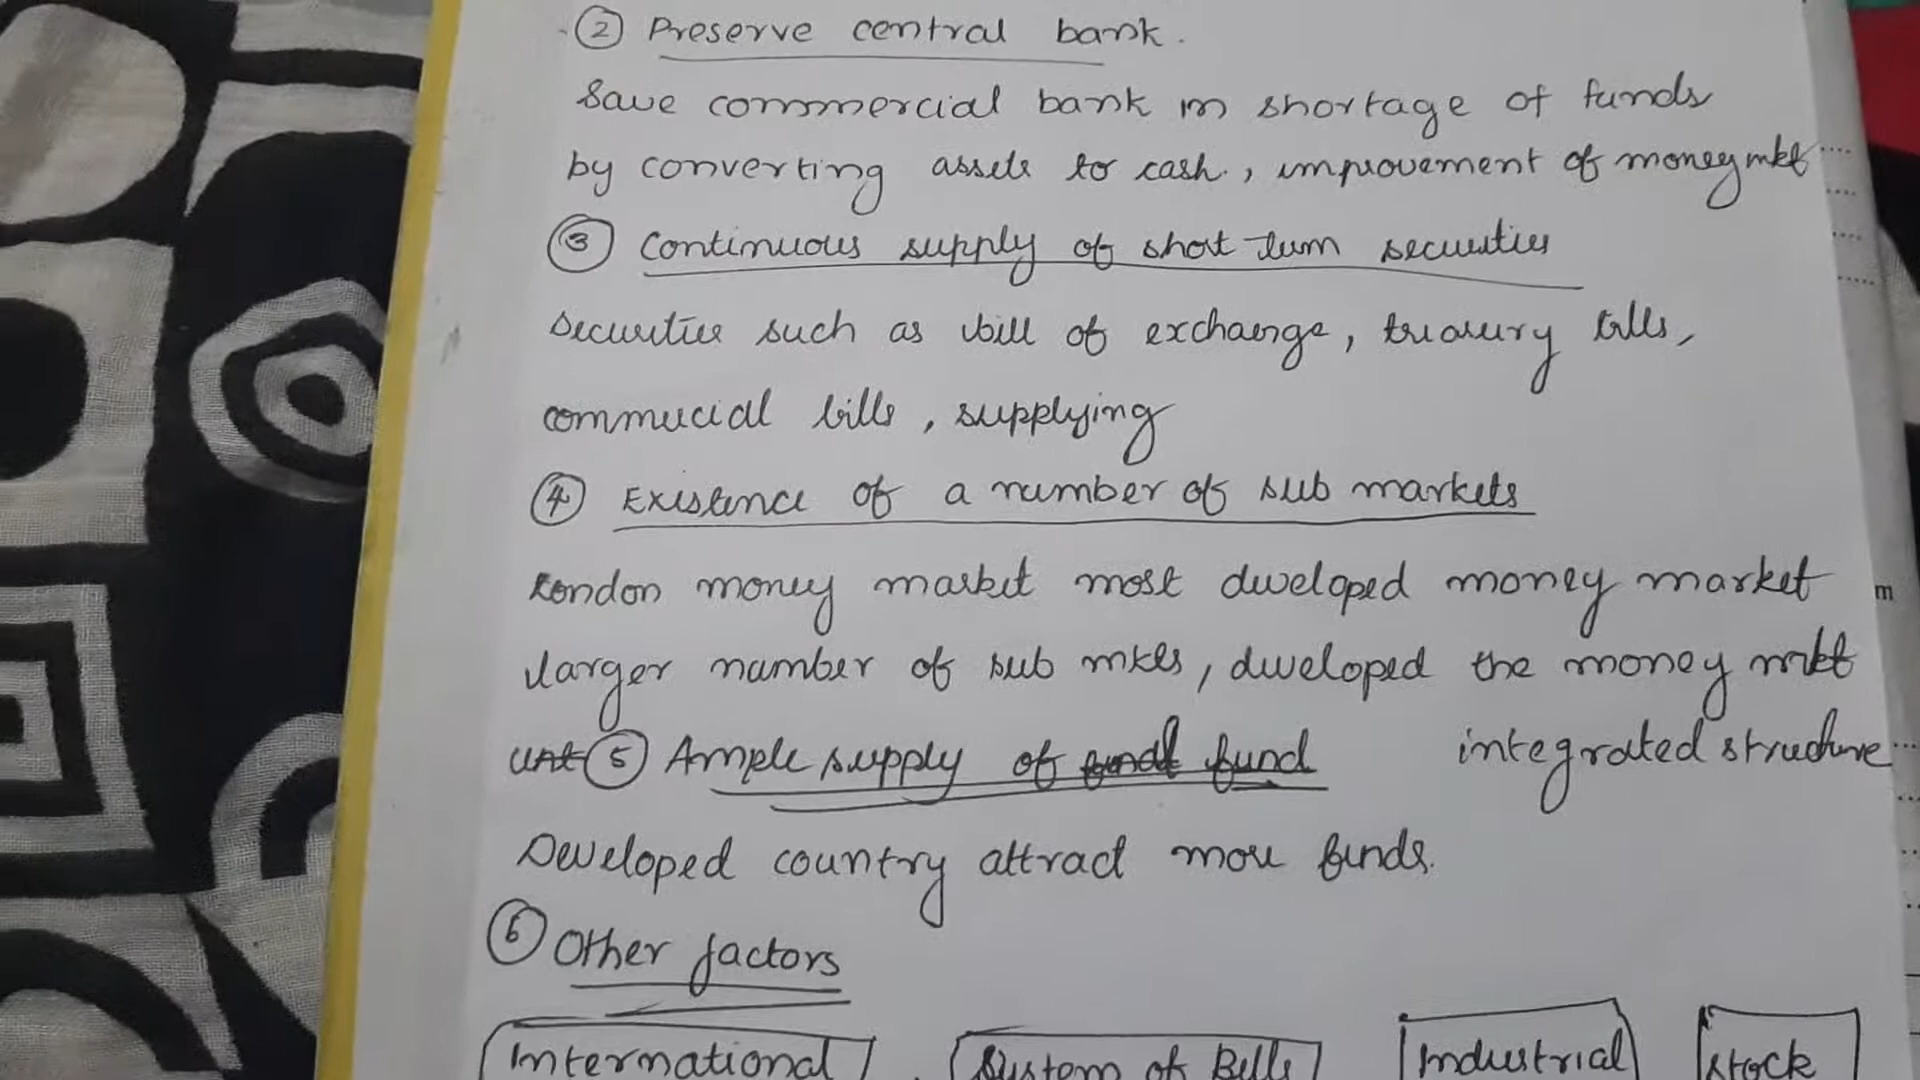 ② Preserve central bank.
Save commercial bank in shortage of funds
by converting assets to cash, improvement of money mkt
③ Continuous supply of short term securities
Securities such as bill of exchange, treasury bills,
commercial bills, supplying
④ Existence of a number of sub markets
London money market most developed money market
larger number of sub mkts, developed the money mkt
⑤ Ample supply of fund integrated structure
Developed country attract more funds.
⑥ Other factors
International System of Bills Industrial stock
m